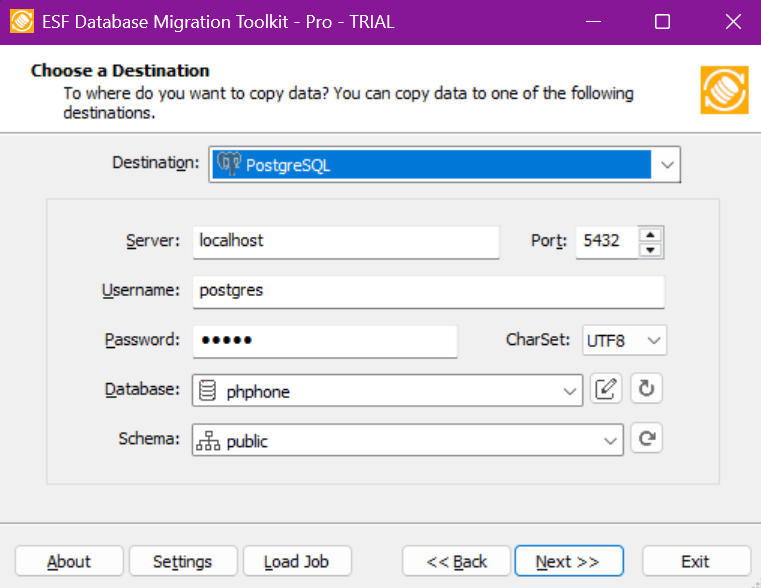 ESF Database Migration Toolkit - Pro - TRIAL
Choose a Destination
To where do you want to copy data? You can copy data to one of the following
destinations.
Destination: PostgreSQL
Server: localhost Port: 5432
Username: postgres
Password: ●●●●● CharSet: UTF8
Database: phphone
Schema: public
About Settings Load Job << Back Next >> Exit